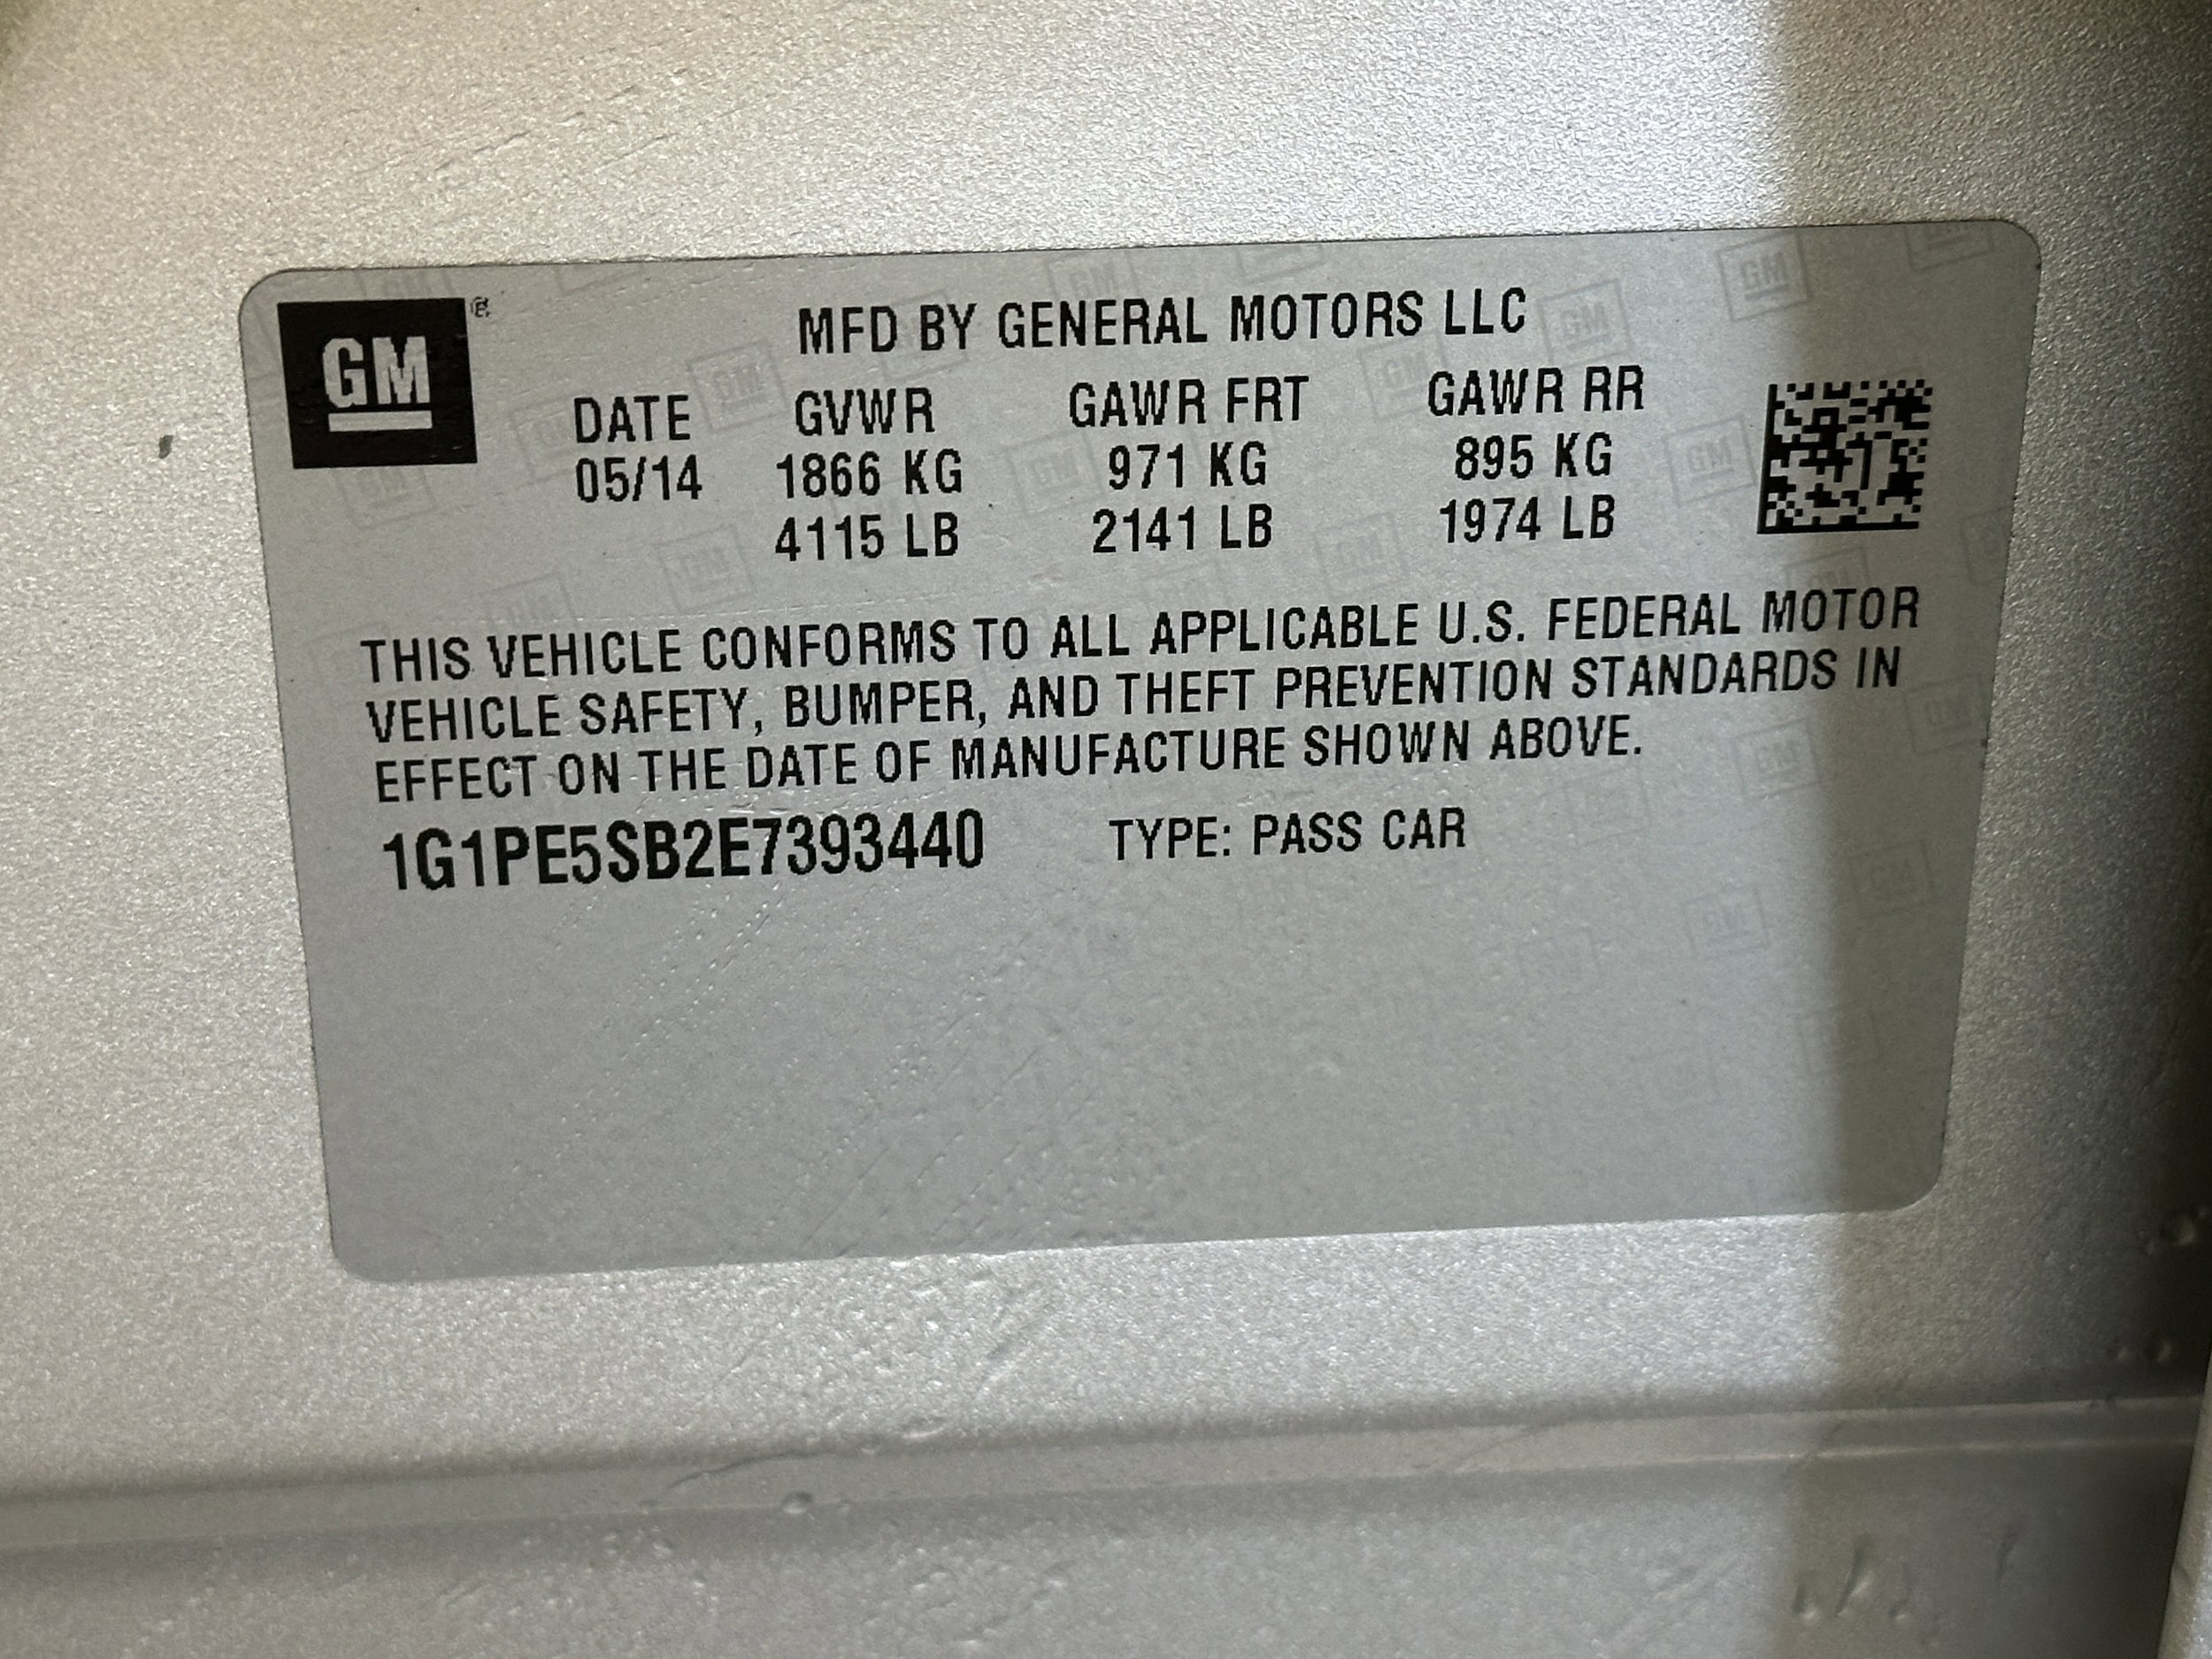 GM®
MFD BY GENERAL MOTORS LLC
DATE GVWR GAWR FRT GAWR RR
05/14 1866 KG 971 KG 895 KG
4115 LB 2141 LB 1974 LB
THIS VEHICLE CONFORMS TO ALL APPLICABLE U.S. FEDERAL MOTOR
VEHICLE SAFETY, BUMPER, AND THEFT PREVENTION STANDARDS IN
EFFECT ON THE DATE OF MANUFACTURE SHOWN ABOVE.
1G1PE5SB2E7393440 TYPE: PASS CAR